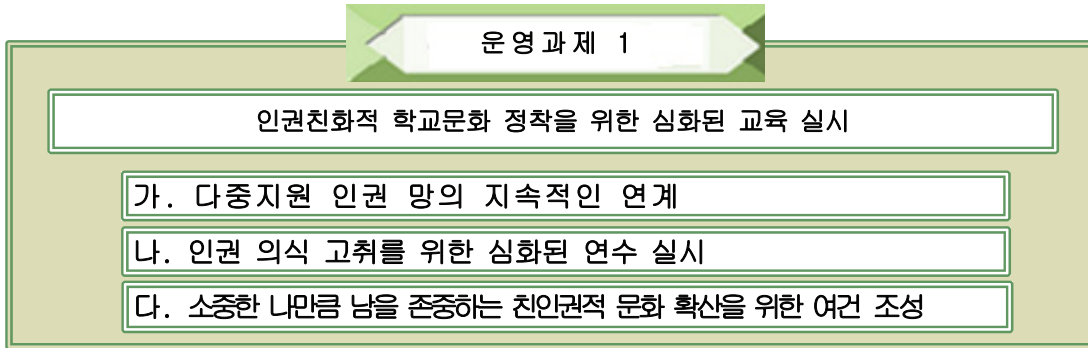 운영과제 1
인권친화적 학교문화 정착을 위한 심화된 교육 실시
가. 다중지원 인권 망의 지속적인 연계
나. 인권 의식 고취를 위한 심화된 연수 실시
다. 소중한 나만큼 남을 존중하는 친인권적 문화 확산을 위한 여건 조성